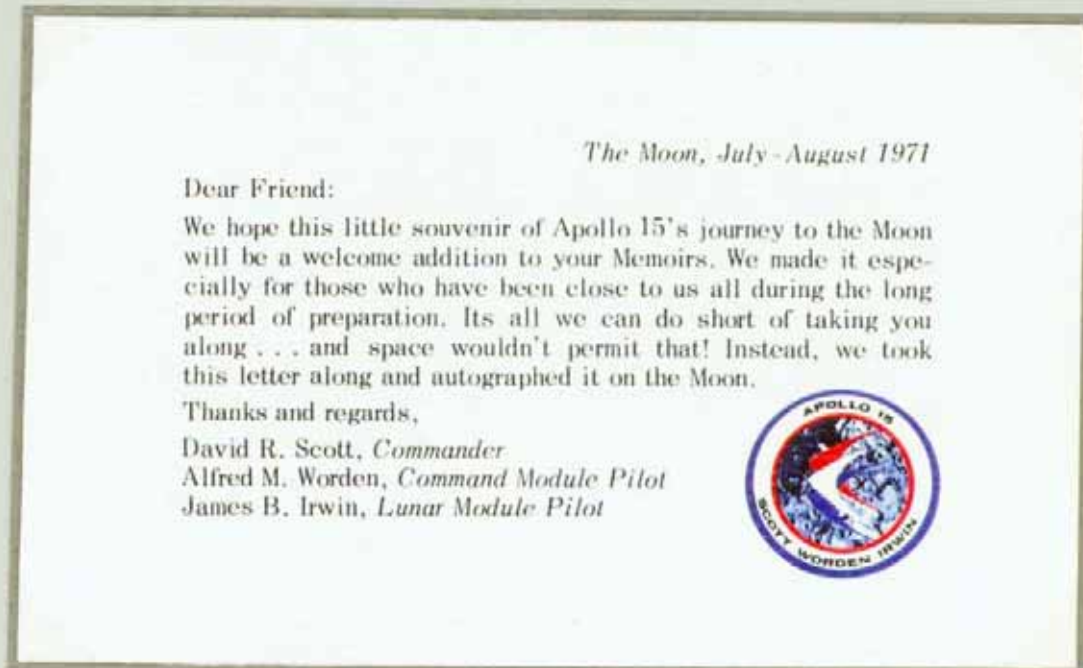 The Moon, July - August 1971
Dear Friend:
We hope this little souvenir of Apollo 15's journey to the Moon
will be a welcome addition to your Memoirs. We made it espe-
cially for those who have been close to us all during the long
period of preparation. Its all we can do short of taking you
along . . . and space wouldn't permit that! Instead, we took
this letter along and autographed it on the Moon.
Thanks and regards,
David R. Scott, Commander
Alfred M. Worden, Command Module Pilot
James B. Irwin, Lunar Module Pilot
APOLLO 15
SCOTT WORDEN IRWIN